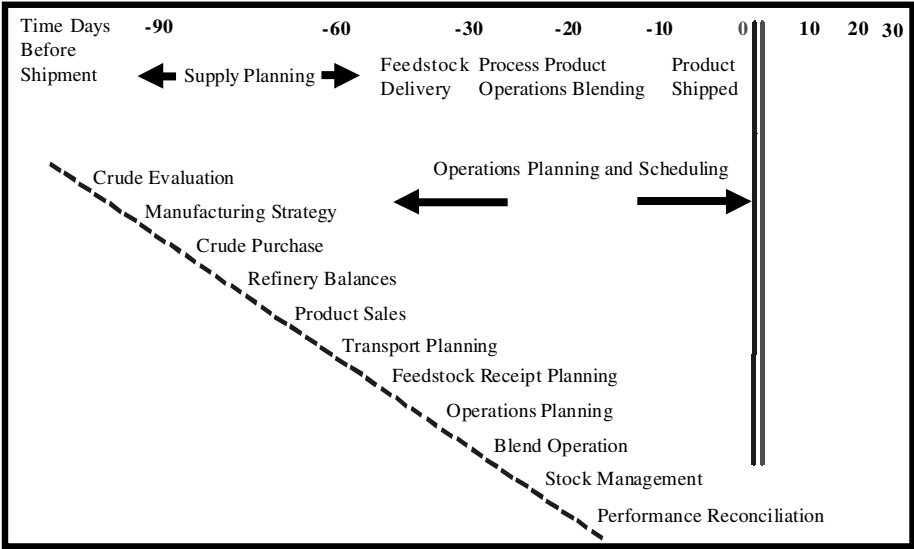 Time Days -90 -60 -30 -20 -10 0 10 20 30
Before
Shipment
Supply Planning
Feedstock Process Product Product
Delivery Operations Blending Shipped
Operations Planning and Scheduling
Crude Evaluation
Manufacturing Strategy
Crude Purchase
Refinery Balances
Product Sales
Transport Planning
Feedstock Receipt Planning
Operations Planning
Blend Operation
Stock Management
Performance Reconciliation